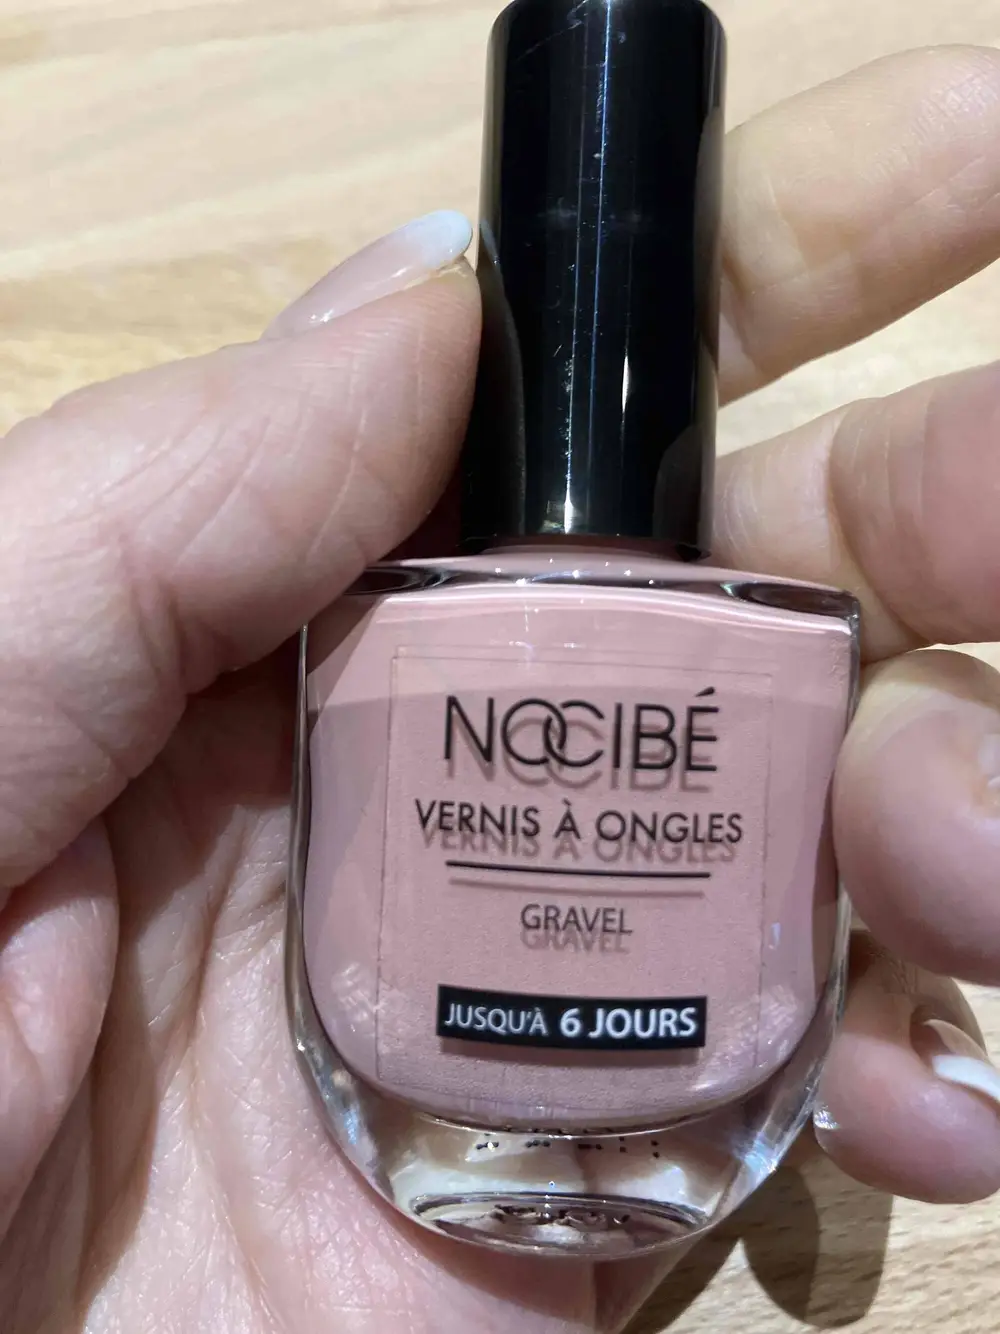 NOCIBÉ
VERNIS À ONGLES
GRAVEL
JUSQU'À 6 JOURS